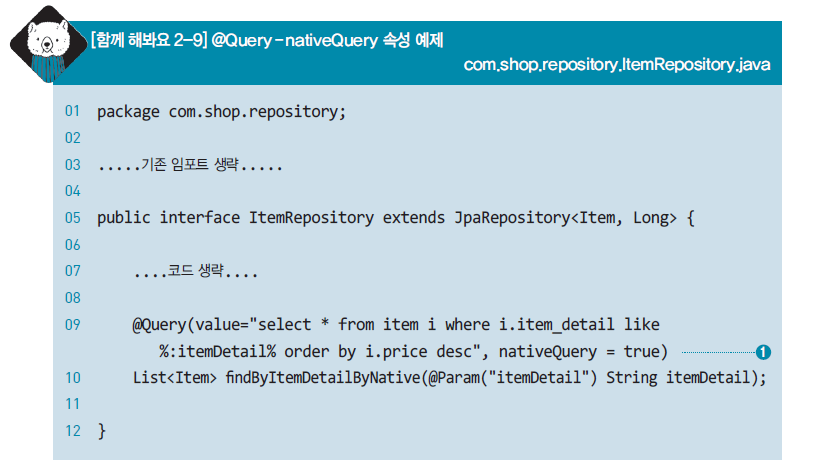 [함께 해봐요 2-9] @Query - nativeQuery 속성 예제
com.shop.repository.ItemRepository.java
01 package com.shop.repository;
02
03 .....기존 임포트 생략.....
04
05 public interface ItemRepository extends JpaRepository<Item, Long> {
06
07 ....코드 생략....
08
09 @Query(value="select * from item i where i.item_detail like
%:itemDetail% order by i.price desc", nativeQuery = true) ❶
10 List<Item> findByItemDetailByNative(@Param("itemDetail") String itemDetail);
11
12 }